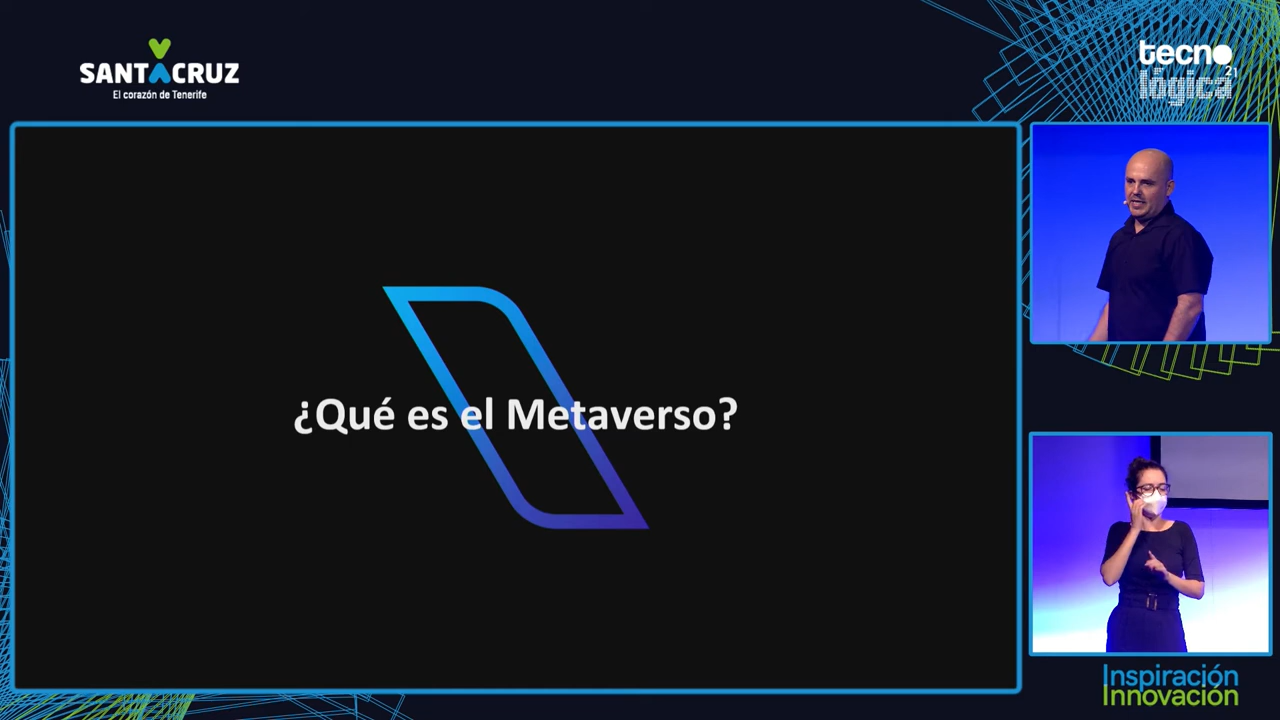 SANTACRUZ
El corazón de Tenerife
tecno
lógica
21
¿Qué es el Metaverso?
Inspiración
Innovación